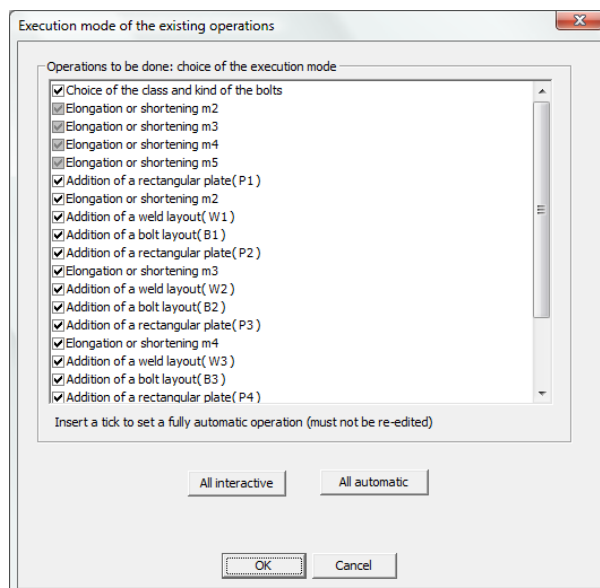 Execution mode of the existing operations
Operations to be done: choice of the execution mode
Choice of the class and kind of the bolts
Elongation or shortening m2
Elongation or shortening m3
Elongation or shortening m4
Elongation or shortening m5
Addition of a rectangular plate( P1 )
Elongation or shortening m2
Addition of a weld layout( W1 )
Addition of a bolt layout( B1 )
Addition of a rectangular plate( P2 )
Elongation or shortening m3
Addition of a weld layout( W2 )
Addition of a bolt layout( B2 )
Addition of a rectangular plate( P3 )
Elongation or shortening m4
Addition of a weld layout( W3 )
Addition of a bolt layout( B3 )
Addition of a rectangular plate( P4 )
Insert a tick to set a fully automatic operation (must not be re-edited)
All interactive
All automatic
OK
Cancel